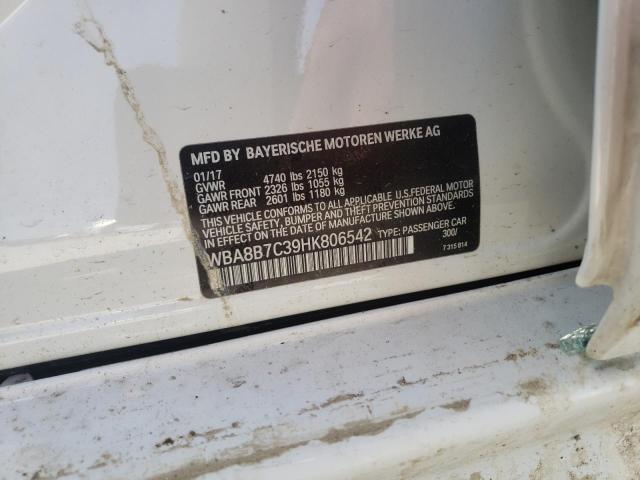 MFD BY BAYERISCHE MOTOREN WERKE AG
01/17
GVWR 4740 lbs 2150 kg
GAWR FRONT 2326 lbs 1055 kg
GAWR REAR 2601 lbs 1180 kg
THIS VEHICLE CONFORMS TO ALL APPLICABLE U.S.FEDERAL MOTOR
VEHICLE SAFETY, BUMPER AND THEFT PREVENTION STANDARDS
IN EFFECT ON THE DATE OF MANUFACTURE SHOWN ABOVE.
WBA8B7C39HK806542 TYPE: PASSENGER CAR
300/
7 315 814